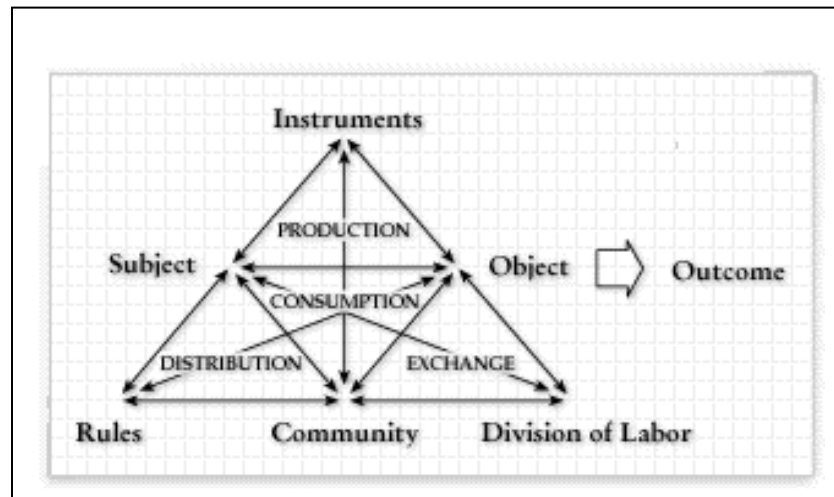 Instruments
PRODUCTION
Subject
Object
Outcome
CONSUMPTION
DISTRIBUTION
EXCHANGE
Rules
Community
Division of Labor